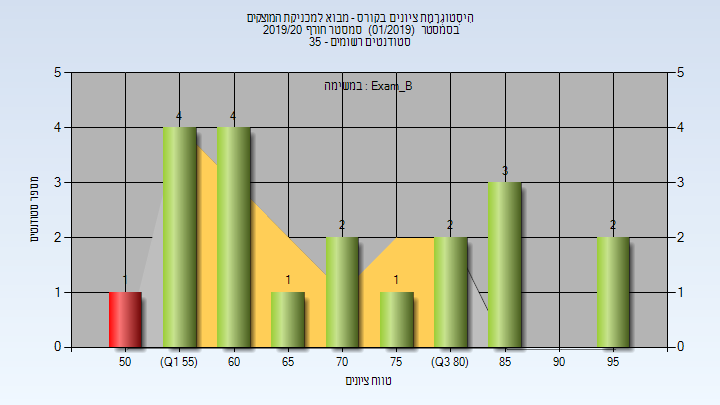 היסטוגרמת ציונים בקורס - מבוא למכניקת המוצקים
בסמסטר (01/2019) סמסטר חורף 2019/20
סטודנטים רשומים - 35
במשימה : Exam_B
מספר סטודנטים
5 5
4 4
3 3
2 2
1 1
0 0
1 4 4 1 2 1 2 3 2
50 (Q1 55) 60 65 70 75 (Q3 80) 85 90 95
טווח ציונים